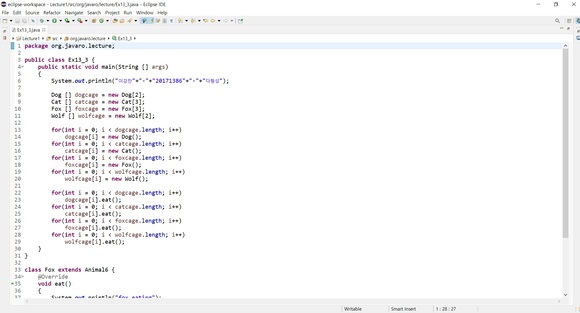 eclipse-workspace - Lecture1/src/org/javaro/lecture/Ex13_3.java - Eclipse IDE
File Edit Source Refactor Navigate Search Project Run Window Help
Ex13_3.java
Lecture1 src org.javaro.lecture Ex13_3
1 package org.javaro.lecture;
2
3 public class Ex13_3 {
4 public static void main(String [] args)
5 {
6 System.out.println("
7
8 Dog [] dogcage = new Dog[2];
9 Cat [] catcage = new Cat[3];
10 Fox [] foxcage = new Fox[3];
11 Wolf [] wolfcage = new Wolf[2];
12
13 for(int i = 0; i < dogcage.length; i++)
14 dogcage[i] = new Dog();
15 for(int i = 0; i < catcage.length; i++)
16 catcage[i] = new Cat();
17 for(int i = 0; i < foxcage.length; i++)
18 foxcage[i] = new Fox();
19 for(int i = 0; i < wolfcage.length; i++)
20 wolfcage[i] = new Wolf();
21
22 for(int i = 0; i < dogcage.length; i++)
23 dogcage[i].eat();
24 for(int i = 0; i < catcage.length; i++)
25 catcage[i].eat();
26 for(int i = 0; i < foxcage.length; i++)
27 foxcage[i].eat();
28 for(int i = 0; i < wolfcage.length; i++)
29 wolfcage[i].eat();
30 }
31 }
32
33 class Fox extends Animal6 {
34 @Override
35 void eat()
36 {
37 System.out.println("fox eating");
Writable Smart Insert 1 : 28 : 27